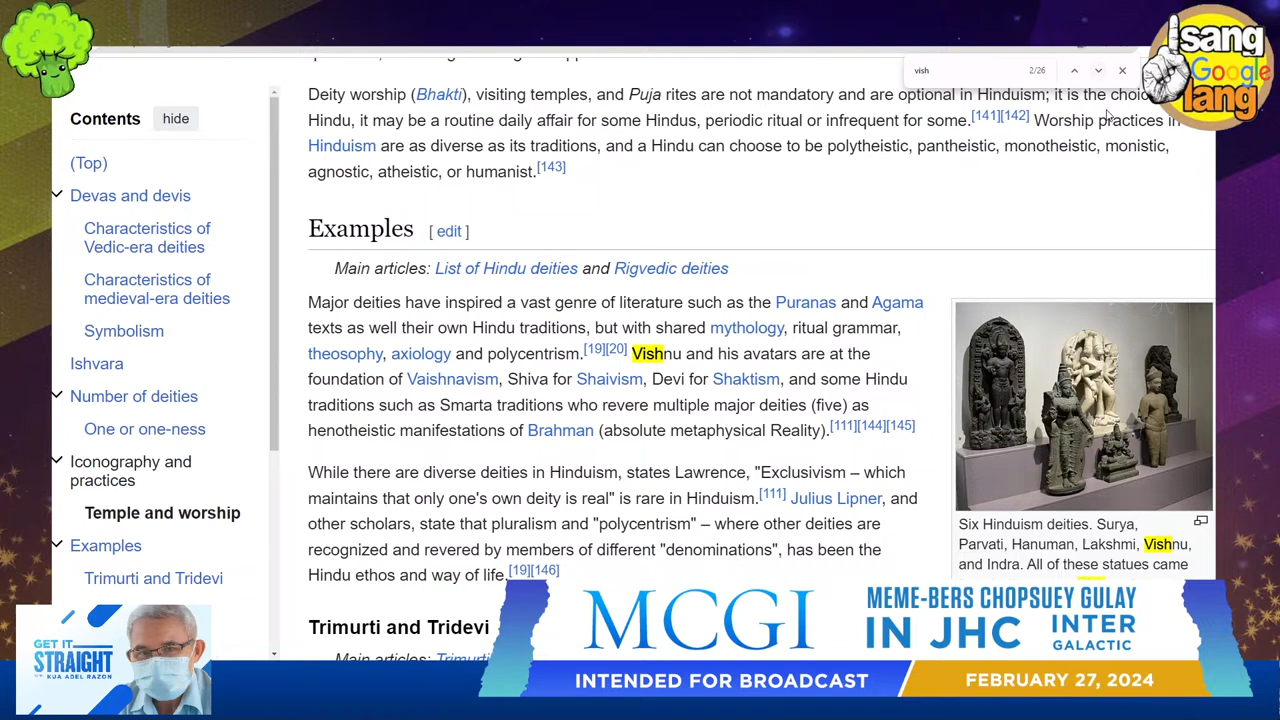 Isang
Google
lang
vish
2/26
Deity worship (Bhakti), visiting temples, and Puja rites are not mandatory and are optional in Hinduism; it is the choic
Hindu, it may be a routine daily affair for some Hindus, periodic ritual or infrequent for some.[141][142] Worship practices in
Hinduism are as diverse as its traditions, and a Hindu can choose to be polytheistic, pantheistic, monotheistic, monistic,
agnostic, atheistic, or humanist.[143]
Contents hide
(Top)
Devas and devis
Characteristics of
Vedic-era deities
Characteristics of
medieval-era deities
Symbolism
Ishvara
Number of deities
One or one-ness
Iconography and
practices
Temple and worship
Examples
Trimurti and Tridevi
Examples [ edit ]
Main articles: List of Hindu deities and Rigvedic deities
Major deities have inspired a vast genre of literature such as the Puranas and Agama
texts as well their own Hindu traditions, but with shared mythology, ritual grammar,
theosophy, axiology and polycentrism.[19][20] Vishnu and his avatars are at the
foundation of Vaishnavism, Shiva for Shaivism, Devi for Shaktism, and some Hindu
traditions such as Smarta traditions who revere multiple major deities (five) as
henotheistic manifestations of Brahman (absolute metaphysical Reality).[111][144][145]
While there are diverse deities in Hinduism, states Lawrence, "Exclusivism – which
maintains that only one's own deity is real" is rare in Hinduism.[111] Julius Lipner, and
other scholars, state that pluralism and "polycentrism" – where other deities are
recognized and revered by members of different "denominations", has been the
Hindu ethos and way of life.[19][146]
Six Hinduism deities. Surya,
Parvati, Hanuman, Lakshmi, Vishnu,
and Indra. All of these statues came
Trimurti and Tridevi
Main articles: Trimurti
GET IT
STRAIGHT
WITH KUA ADEL RAZON
MCGI
MEME-BERS CHOPSUEY GULAY
IN JHC INTER
GALACTIC
INTENDED FOR BROADCAST
FEBRUARY 27, 2024